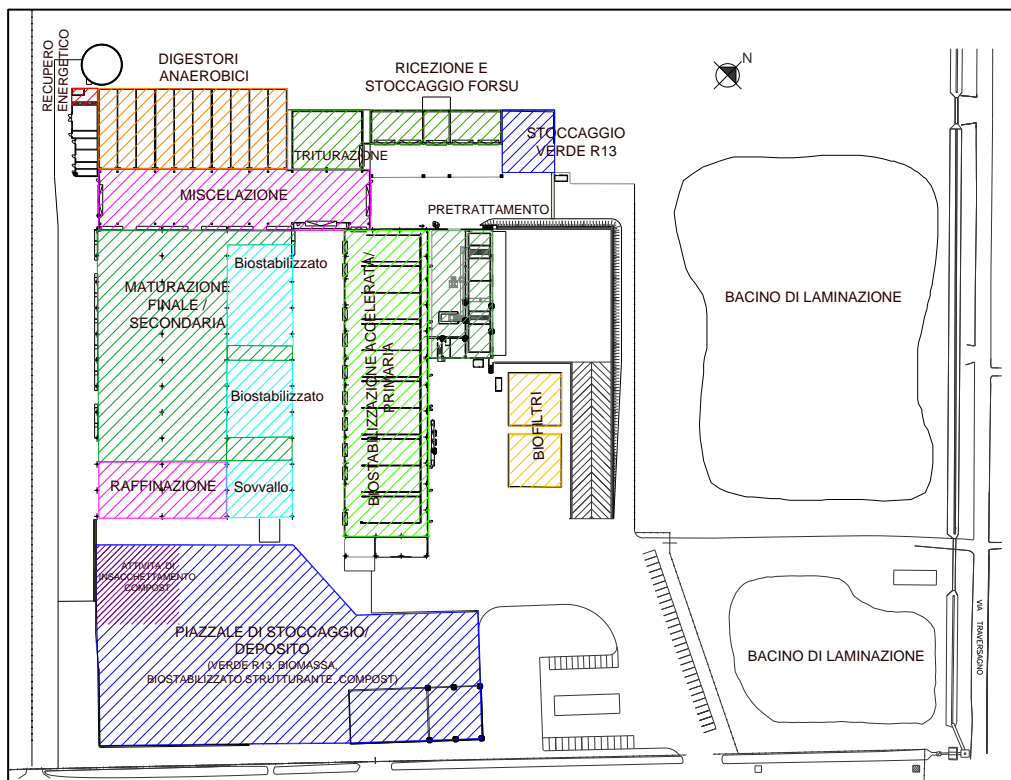 RECUPERO
ENERGETICO
DIGESTORI
ANAEROBICI
RICEZIONE E
STOCCAGGIO FORSU
N
STOCCAGGIO
VERDE R13
TRITURAZIONE
MISCELAZIONE
PRETRATTAMENTO
Biostabilizzato
MATURAZIONE
FINALE /
SECONDARIA
BIOSTABILIZZAZIONE ACCELERATA/
PRIMARIA
BACINO DI LAMINAZIONE
Biostabilizzato
BIOFILTRI
RAFFINAZIONE
Sovvallo
ATTIVITA' DI
INSACCHETTAMENTO
COMPOST
PIAZZALE DI STOCCAGGIO/
DEPOSITO
(VERDE R13, BIOMASSA,
BIOSTABILIZZATO STRUTTURANTE, COMPOST)
BACINO DI LAMINAZIONE
VIA TRAVERSAGNO